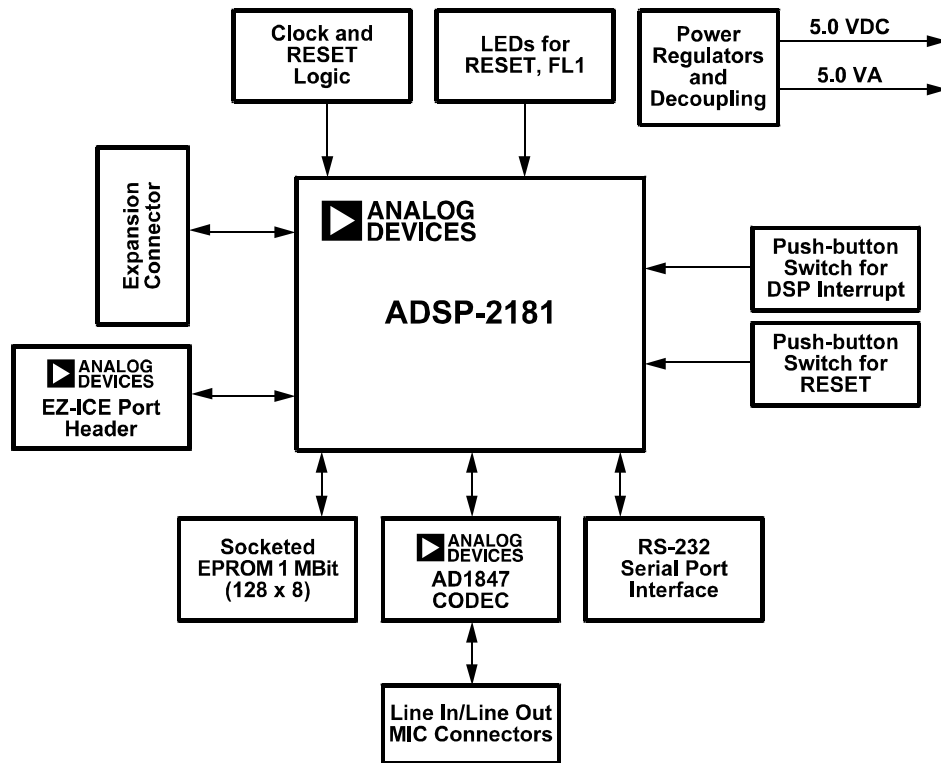 Clock and
RESET
Logic
LEDs for
RESET, FL1
Power
Regulators
and
Decoupling
5.0 VDC
5.0 VA
Expansion
Connector
ANALOG
DEVICES
ADSP-2181
Push-button
Switch for
DSP Interrupt
Push-button
Switch for
RESET
ANALOG
DEVICES
EZ-ICE Port
Header
Socketed
EPROM 1 MBit
(128 x 8)
ANALOG
DEVICES
AD1847
CODEC
RS-232
Serial Port
Interface
Line In/Line Out
MIC Connectors